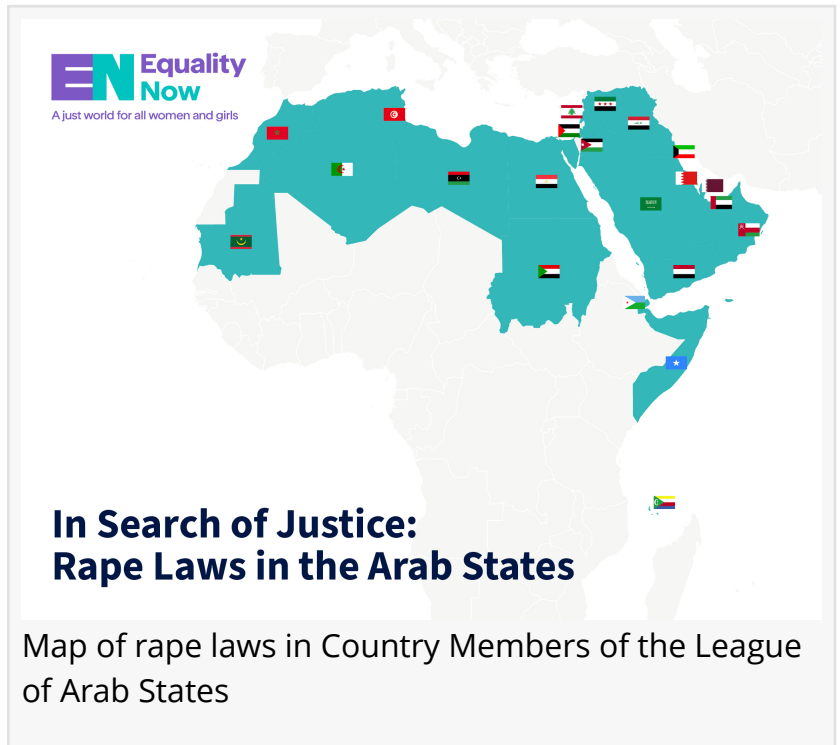 EN Equality
Now
A just world for all women and girls
In Search of Justice:
Rape Laws in the Arab States
Map of rape laws in Country Members of the League
of Arab States